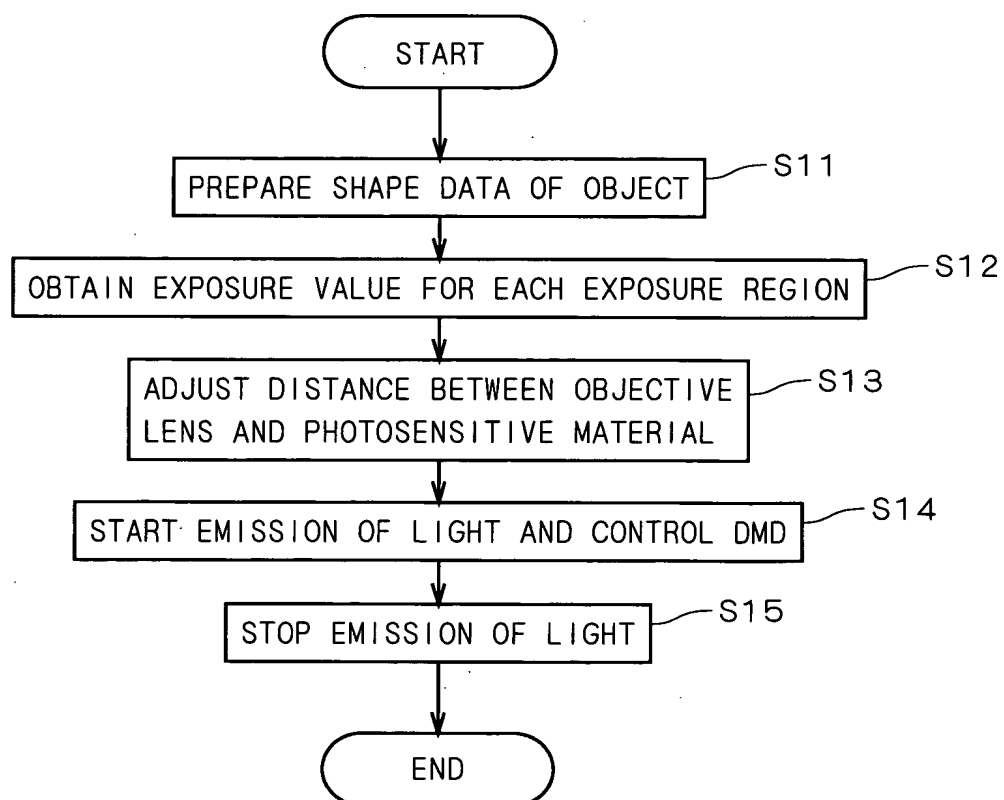 START
PREPARE SHAPE DATA OF OBJECT
S11
OBTAIN EXPOSURE VALUE FOR EACH EXPOSURE REGION
S12
ADJUST DISTANCE BETWEEN OBJECTIVE
LENS AND PHOTOSENSITIVE MATERIAL
S13
START EMISSION OF LIGHT AND CONTROL DMD
S14
STOP EMISSION OF LIGHT
S15
END